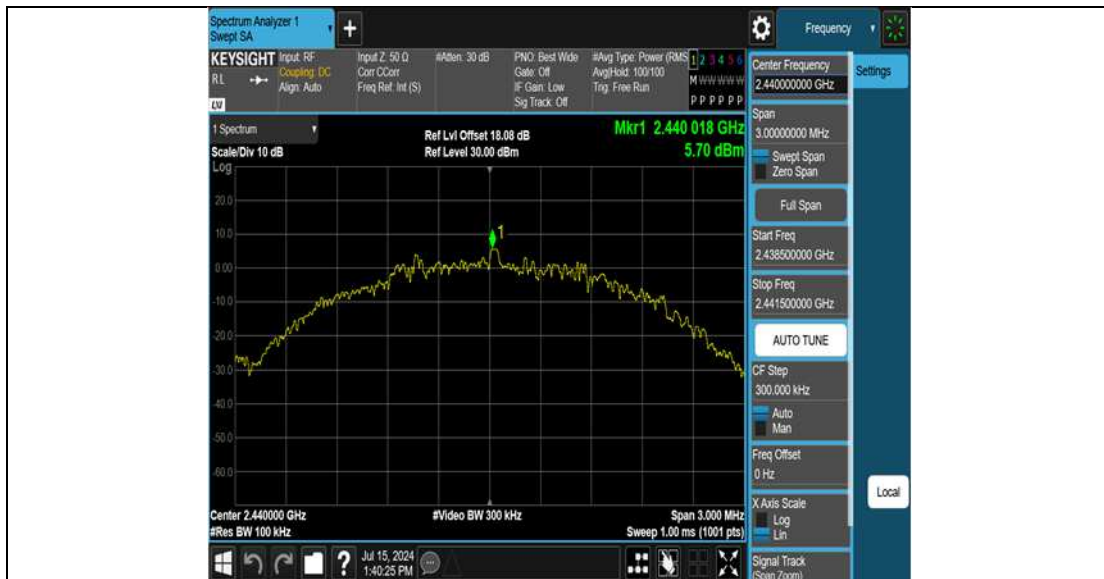 Spectrum Analyzer 1
Swept SA
+
Frequency
KEYSIGHT
RL
LXI
Input: RF
Coupling: DC
Align: Auto
Input Z: 50 Ω
Corr CCorr
Freq Ref: Int (S)
#Atten: 30 dB
PNO: Best Wide
Gate: Off
IF Gain: Low
Sig Track: Off
#Avg Type: Power (RMS
Avg|Hold: 100/100
Trig: Free Run
1 2 3 4 5 6
M W W W W W
P P P P P P
1 Spectrum
Scale/Div 10 dB
Log
Ref Lvl Offset 18.08 dB
Ref Level 30.00 dBm
Mkr1 2.440 018 GHz
5.70 dBm
20.0
10.0
0.00
-10.0
-20.0
-30.0
-40.0
-50.0
-60.0
1
Center 2.440000 GHz
#Res BW 100 kHz
#Video BW 300 kHz
Span 3.000 MHz
Sweep 1.00 ms (1001 pts)
Center Frequency
2.440000000 GHz
Settings
Span
3.00000000 MHz
Swept Span
Zero Span
Full Span
Start Freq
2.438500000 GHz
Stop Freq
2.441500000 GHz
AUTO TUNE
CF Step
300.000 kHz
Auto
Man
Freq Offset
0 Hz
X Axis Scale
Log
Lin
Local
Signal Track
(Span Zoom)
?
Jul 15, 2024
1:40:25 PM